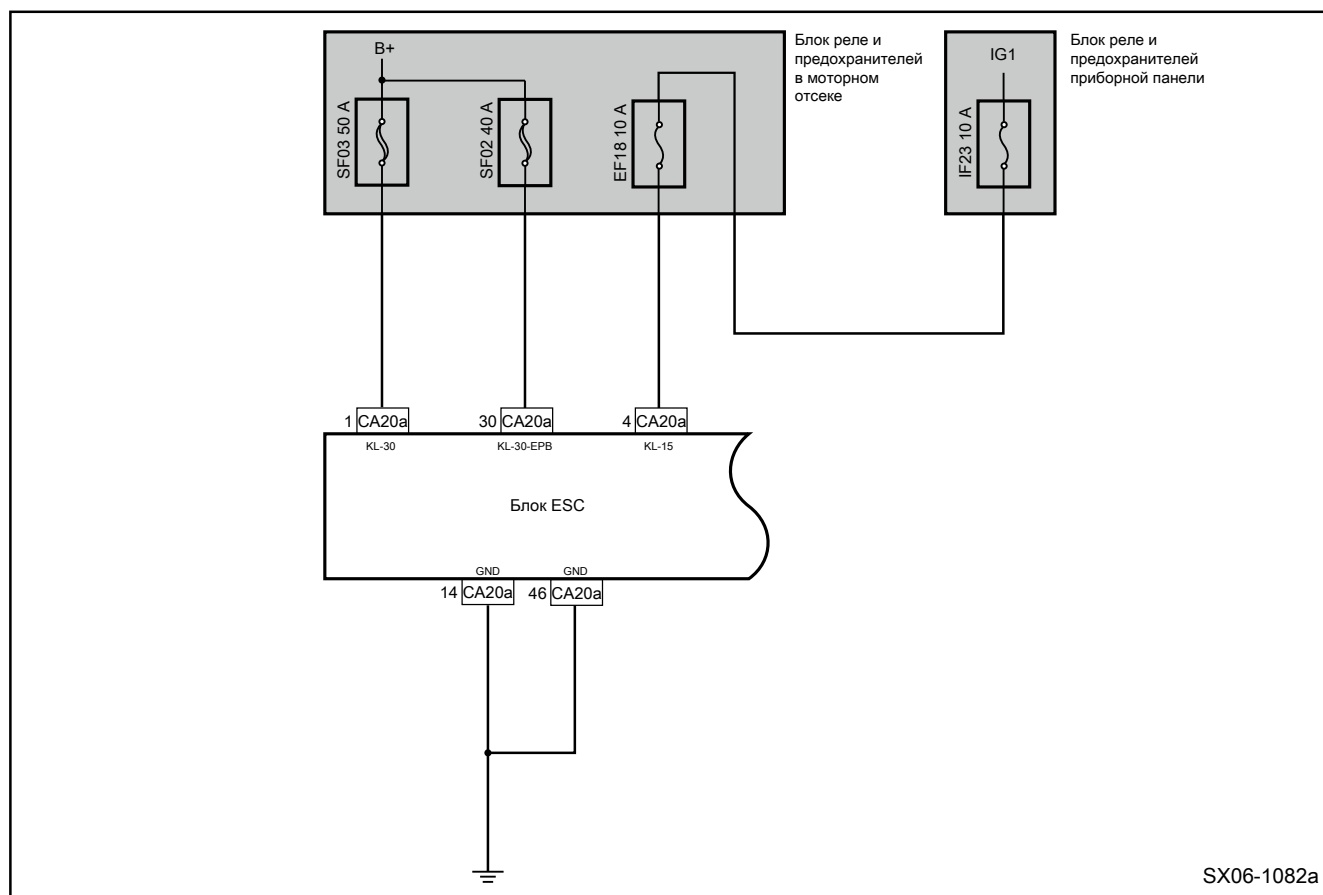 B+
SF03 50 A
SF02 40 A
EF18 10 A
Блок реле и
предохранителей
в моторном
отсеке
IG1
IF23 10 A
Блок реле и
предохранителей
приборной панели
1 CA20a
30 CA20a
4 CA20a
KL-30
KL-30-EPB
KL-15
Блок ESC
GND
GND
14 CA20a
46 CA20a
SX06-1082a